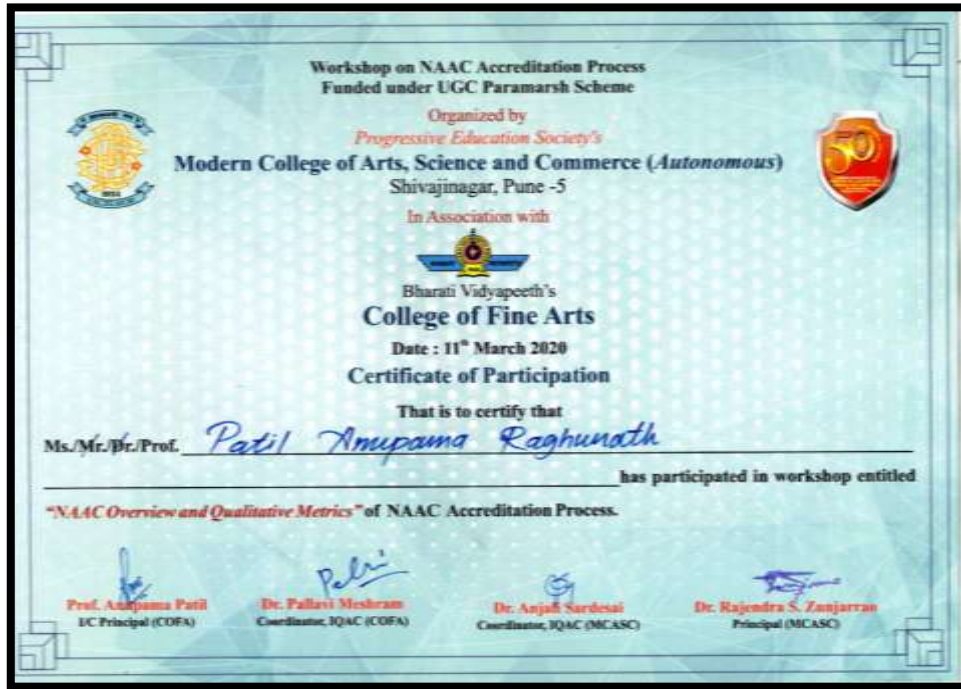 Workshop on NAAC Accreditation Process
Funded under UGC Paramarsh Scheme
Organized by
Progressive Education Society's
Modern College of Arts, Science and Commerce (Autonomous)
Shivajinagar, Pune -5
50
In Association with
Bharati Vidyapeeth's
College of Fine Arts
Date : 11th March 2020
Certificate of Participation
That is to certify that
Ms./Mr./Dr./Prof. Patil Anupama Raghunath
has participated in workshop entitled
"NAAC Overview and Qualitative Metrics" of NAAC Accreditation Process.
Prof. Anupama Patil
I/C Principal (COFA)
Dr. Pallavi Meshram
Coordinator, IQAC (COFA)
Dr. Anjali Sardesai
Coordinator, IQAC (MCASC)
Dr. Rajendra S. Zunjarrao
Principal (MCASC)